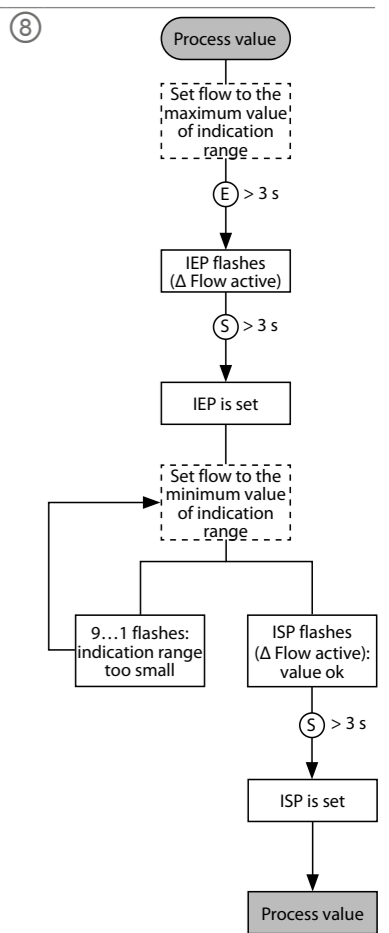 ⑧
Process value
Set flow to the
maximum value
of indication
range
E > 3 s
IEP flashes
(Δ Flow active)
S > 3 s
IEP is set
Set flow to the
minimum value
of indication
range
9…1 flashes:
indication range
too small
ISP flashes
(Δ Flow active):
value ok
S > 3 s
ISP is set
Process value